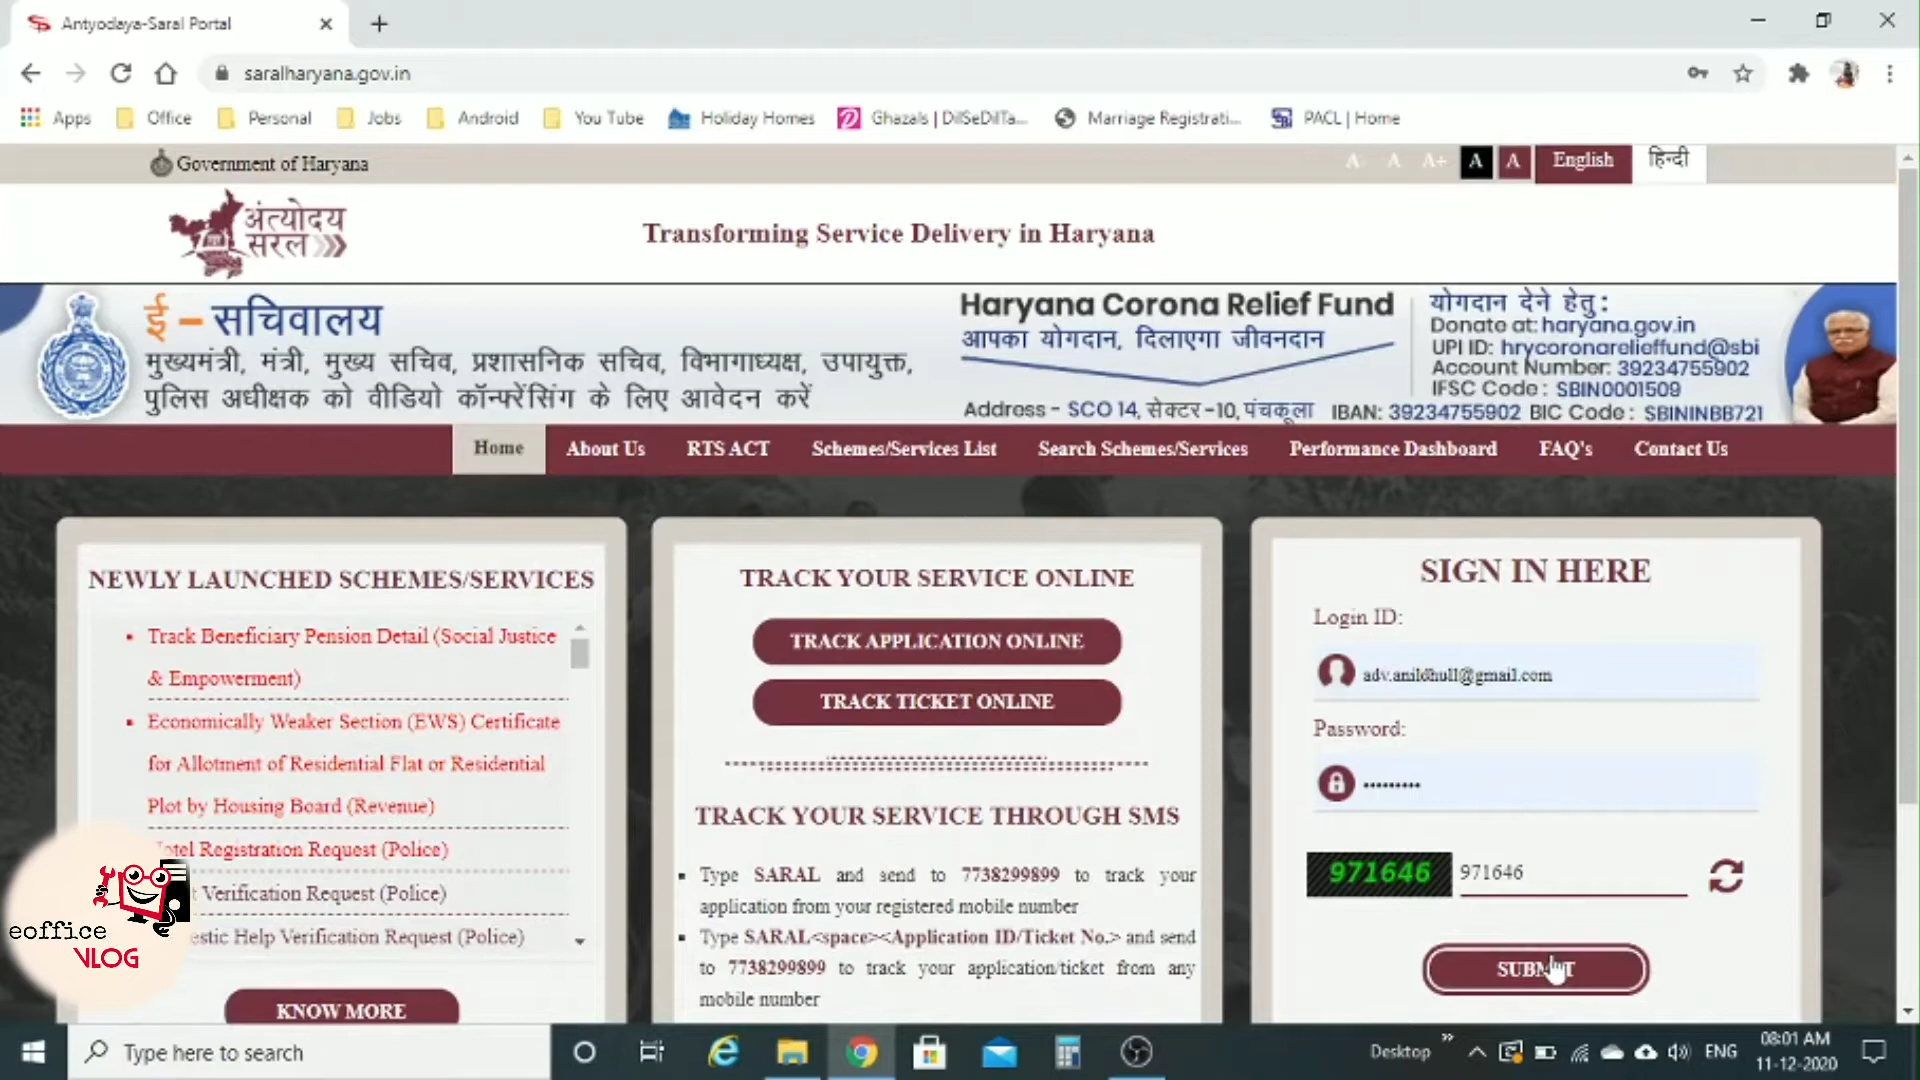 Antyodaya-Saral Portal
saralharyana.gov.in
Apps
Office
Personal
Jobs
Android
You Tube
Holiday Homes
Ghazals | DilSeDilTa...
Marriage Registrati...
PACL | Home
Government of Haryana
A- A A+ A A English हिन्दी
अंत्योदय
सरल
Transforming Service Delivery in Haryana
ई – सचिवालय
मुख्यमंत्री, मंत्री, मुख्य सचिव, प्रशासनिक सचिव, विभागाध्यक्ष, उपायुक्त,
पुलिस अधीक्षक को वीडियो कॉन्फ्रेंसिंग के लिए आवेदन करें
Haryana Corona Relief Fund
आपका योगदान, दिलाएगा जीवनदान
योगदान देने हेतु :
Donate at: haryana.gov.in
UPI ID: hrycoronarelieffund@sbi
Account Number: 39234755902
IFSC Code : SBIN0001509
Address - SCO 14, सेक्टर -10, पंचकूला IBAN: 39234755902 BIC Code : SBININBB721
Home About Us RTS ACT Schemes/Services List Search Schemes/Services Performance Dashboard FAQ's Contact Us
NEWLY LAUNCHED SCHEMES/SERVICES
Track Beneficiary Pension Detail (Social Justice
& Empowerment)
Economically Weaker Section (EWS) Certificate
for Allotment of Residential Flat or Residential
Plot by Housing Board (Revenue)
Registration Request (Police)
Verification Request (Police)
Help Verification Request (Police)
KNOW MORE
eoffice
VLOG
TRACK YOUR SERVICE ONLINE
TRACK APPLICATION ONLINE
TRACK TICKET ONLINE
TRACK YOUR SERVICE THROUGH SMS
Type SARAL and send to 7738299899 to track your
application from your registered mobile number
Type SARAL<space><Application ID/Ticket No.> and send
to 7738299899 to track your application/ticket from any
mobile number
SIGN IN HERE
Login ID:
adv.anildhull@gmail.com
Password:
•••••••••
971646 971646
SUBMIT
Type here to search
Desktop
ENG
08:01 AM
11-12-2020